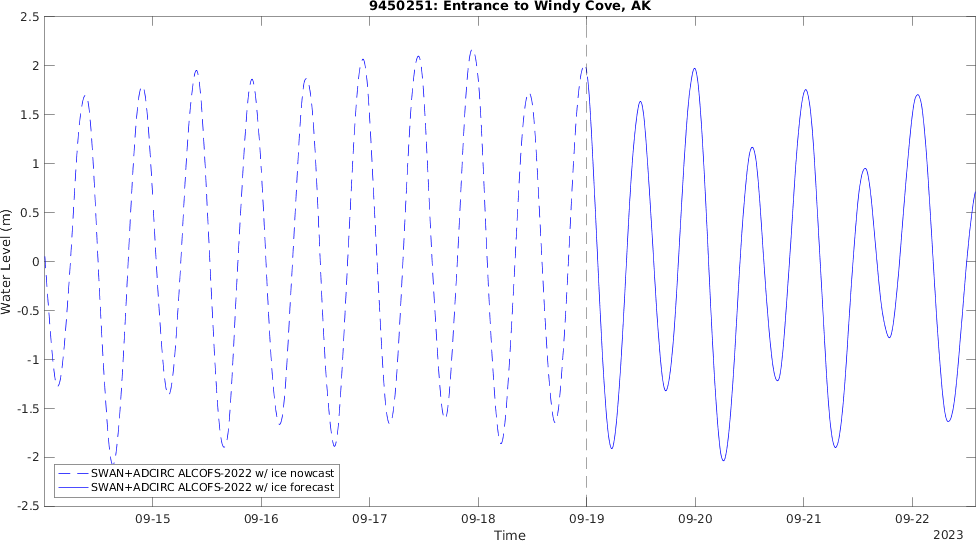 9450251: Entrance to Windy Cove, AK
2.5
2
1.5
1
0.5
0
-0.5
-1
-1.5
-2
-2.5
Water Level (m)
SWAN+ADCIRC ALCOFS-2022 w/ ice nowcast
SWAN+ADCIRC ALCOFS-2022 w/ ice forecast
09-15 09-16 09-17 09-18 09-19 09-20 09-21 09-22
Time
2023